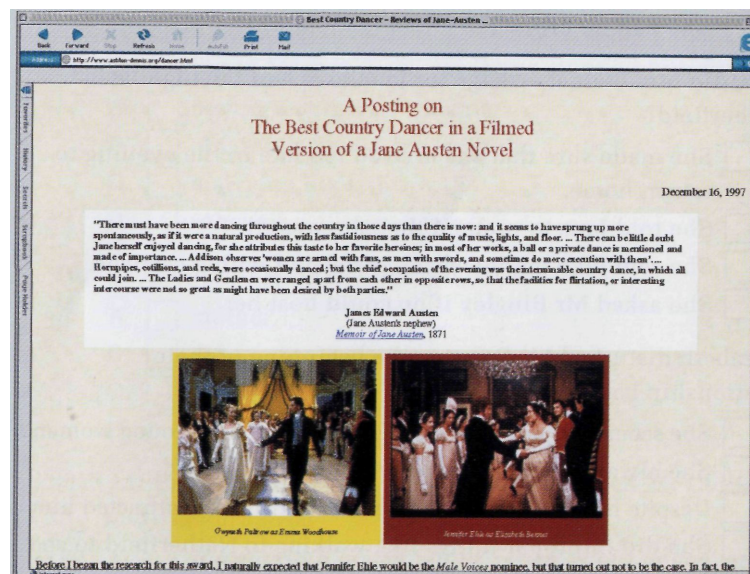 Best Country Dancer – Reviews of Jane-Austen ...
Back Forward Stop Refresh Home AutoFill Print Mail
Address http://www.ashton-dennis.org/dancer.html
Favorites
History
Search
Scrapbook
Page Holder
A Posting on
The Best Country Dancer in a Filmed
Version of a Jane Austen Novel
December 16, 1997
"There must have been more dancing throughout the country in those days than there is now: and it seems to have sprung up more
spontaneously, as if it were a natural production, with less fastidiousness as to the quality of music, lights, and floor. ... There can be little doubt
Jane herself enjoyed dancing, for she attributes this taste to her favorite heroines; in most of her works, a ball or a private dance is mentioned and
made of importance. ... Addison observes 'women are armed with fans, as men with swords, and sometimes do more execution with them'. ...
Hornpipes, cotillions, and reels, were occasionally danced; but the chief occupation of the evening was the interminable country dance, in which all
could join. ... The Ladies and Gentlemen were ranged apart from each other in opposite rows, so that the facilities for flirtation, or interesting
intercourse were not so great as might have been desired by both parties."
James Edward Austen
(Jane Austen's nephew)
Memoir of Jane Austen, 1871
Gwyneth Paltrow as Emma Woodhouse
Jennifer Ehle as Elizabeth Bennet
Before I began the research for this award, I naturally expected that Jennifer Ehle would be the Male Voices nominee, but that turned out not to be the case. In fact, the